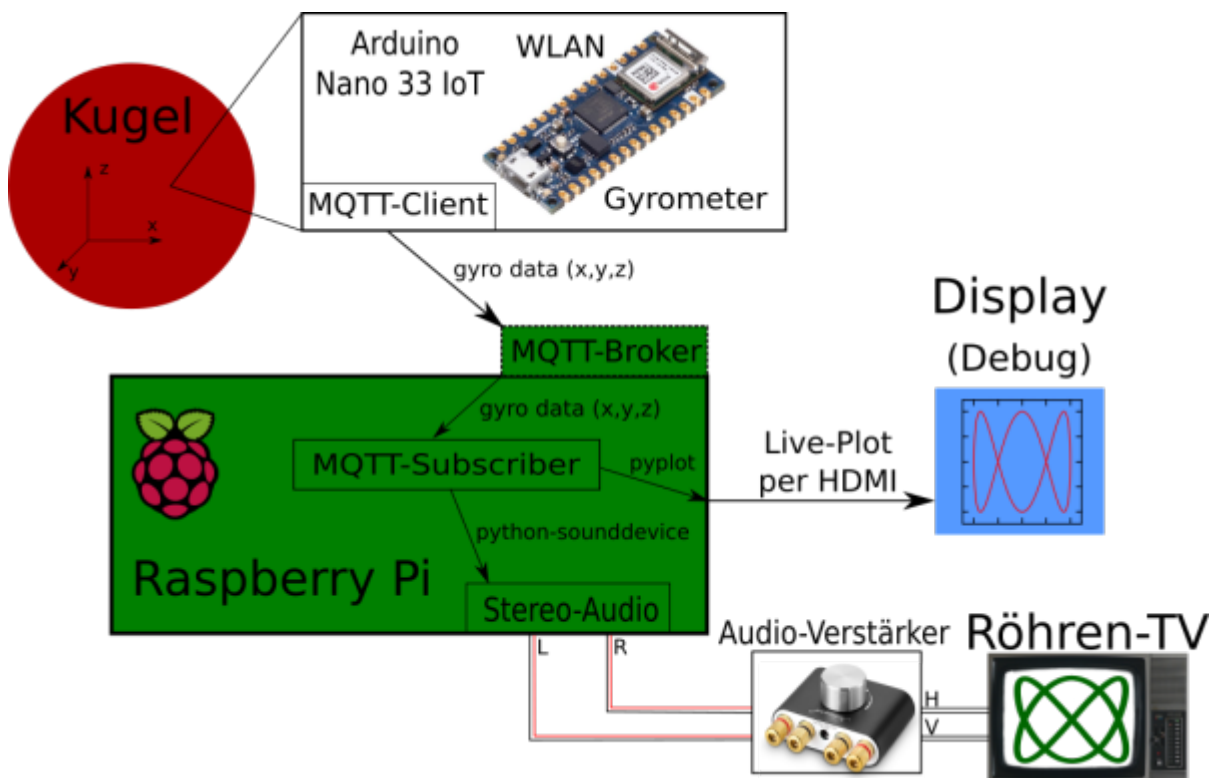 Kugel
z
x
y
Arduino
Nano 33 IoT
WLAN
MQTT-Client
Gyrometer
gyro data (x,y,z)
MQTT-Broker
gyro data (x,y,z)
MQTT-Subscriber
pyplot
python-sounddevice
Raspberry Pi
Stereo-Audio
Display
(Debug)
Live-Plot
per HDMI
L
R
Audio-Verstärker
Röhren-TV
H
V